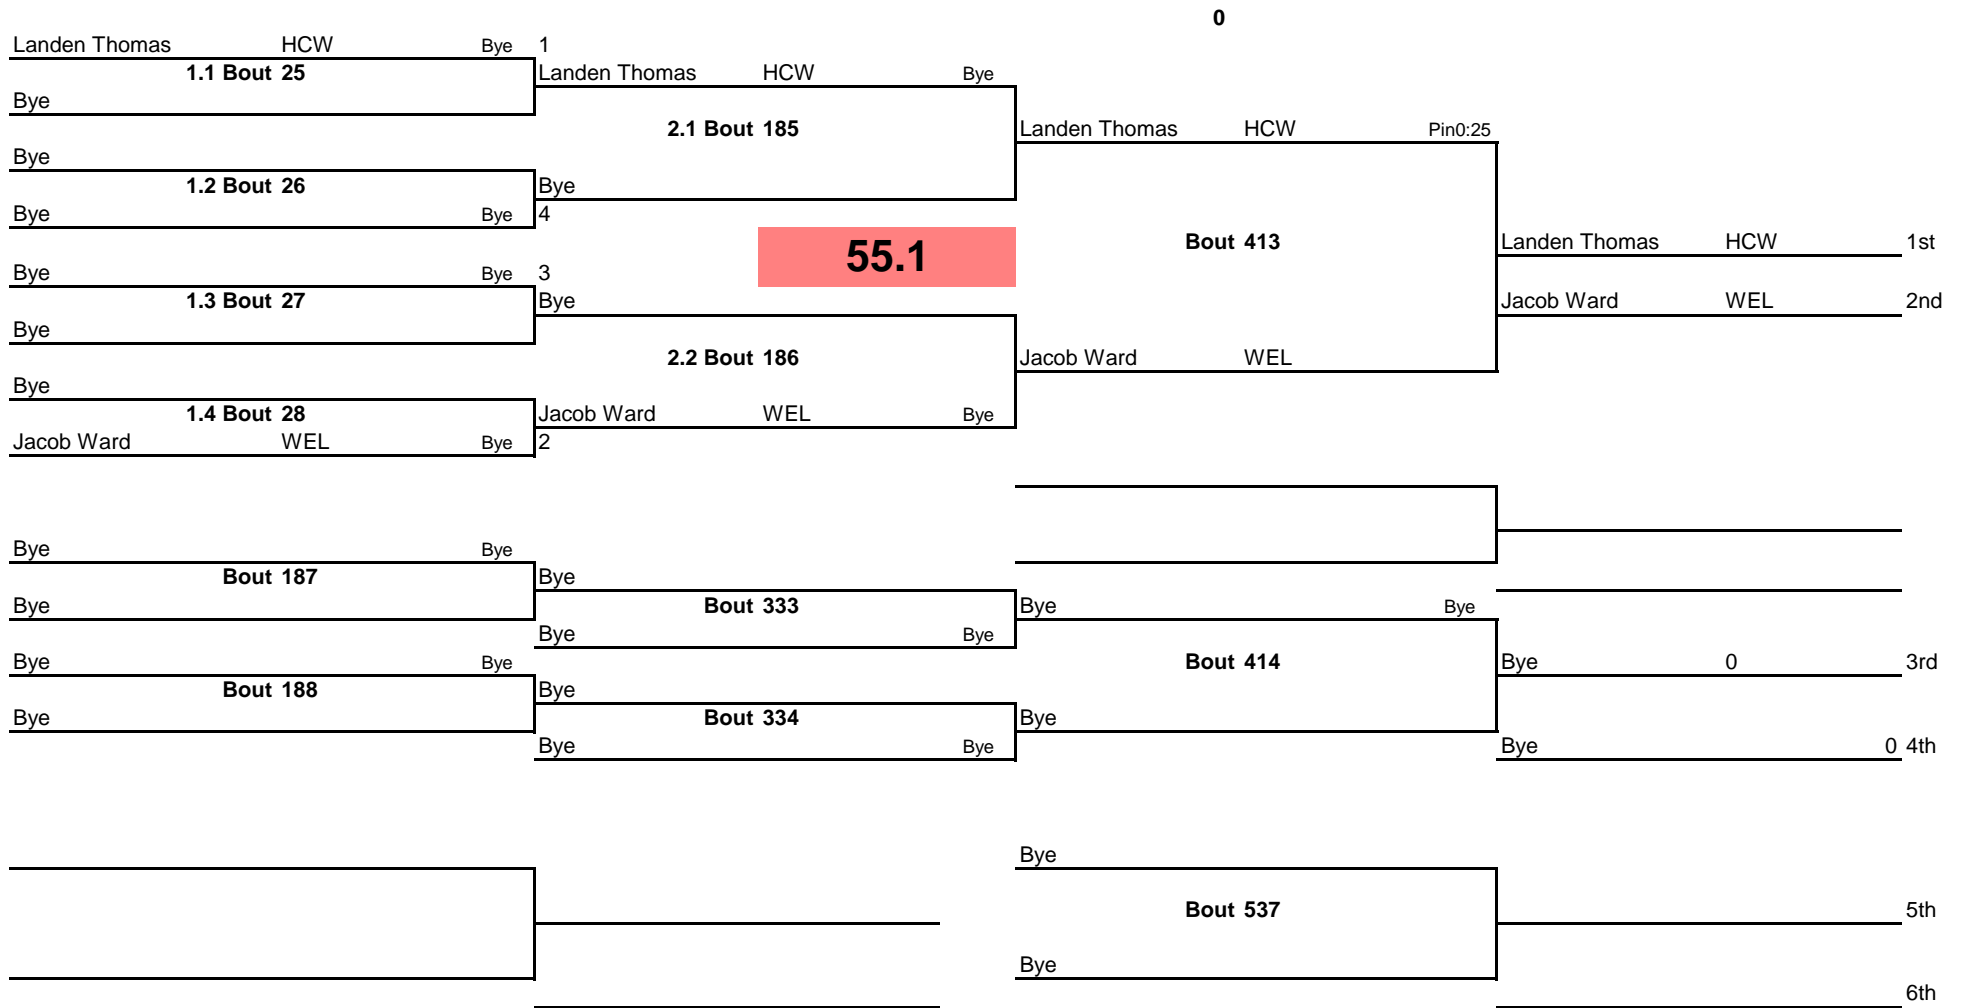 0
Landen Thomas HCW Bye 1
1.1 Bout 25 Landen Thomas HCW Bye
Bye
2.1 Bout 185 Landen Thomas HCW Pin0:25
Bye
1.2 Bout 26 Bye
Bye Bye 4
55.1 Bout 413 Landen Thomas HCW 1st
Bye Bye 3
1.3 Bout 27 Bye Jacob Ward WEL 2nd
Bye
2.2 Bout 186 Jacob Ward WEL
Bye
1.4 Bout 28 Jacob Ward WEL Bye
Jacob Ward WEL Bye 2
Bye Bye
Bout 187 Bye
Bye Bout 333 Bye Bye
Bye Bye
Bye Bye Bout 414 Bye 0 3rd
Bout 188 Bye
Bye Bout 334 Bye
Bye Bye Bye 0 4th
Bye
Bout 537 5th
Bye
6th